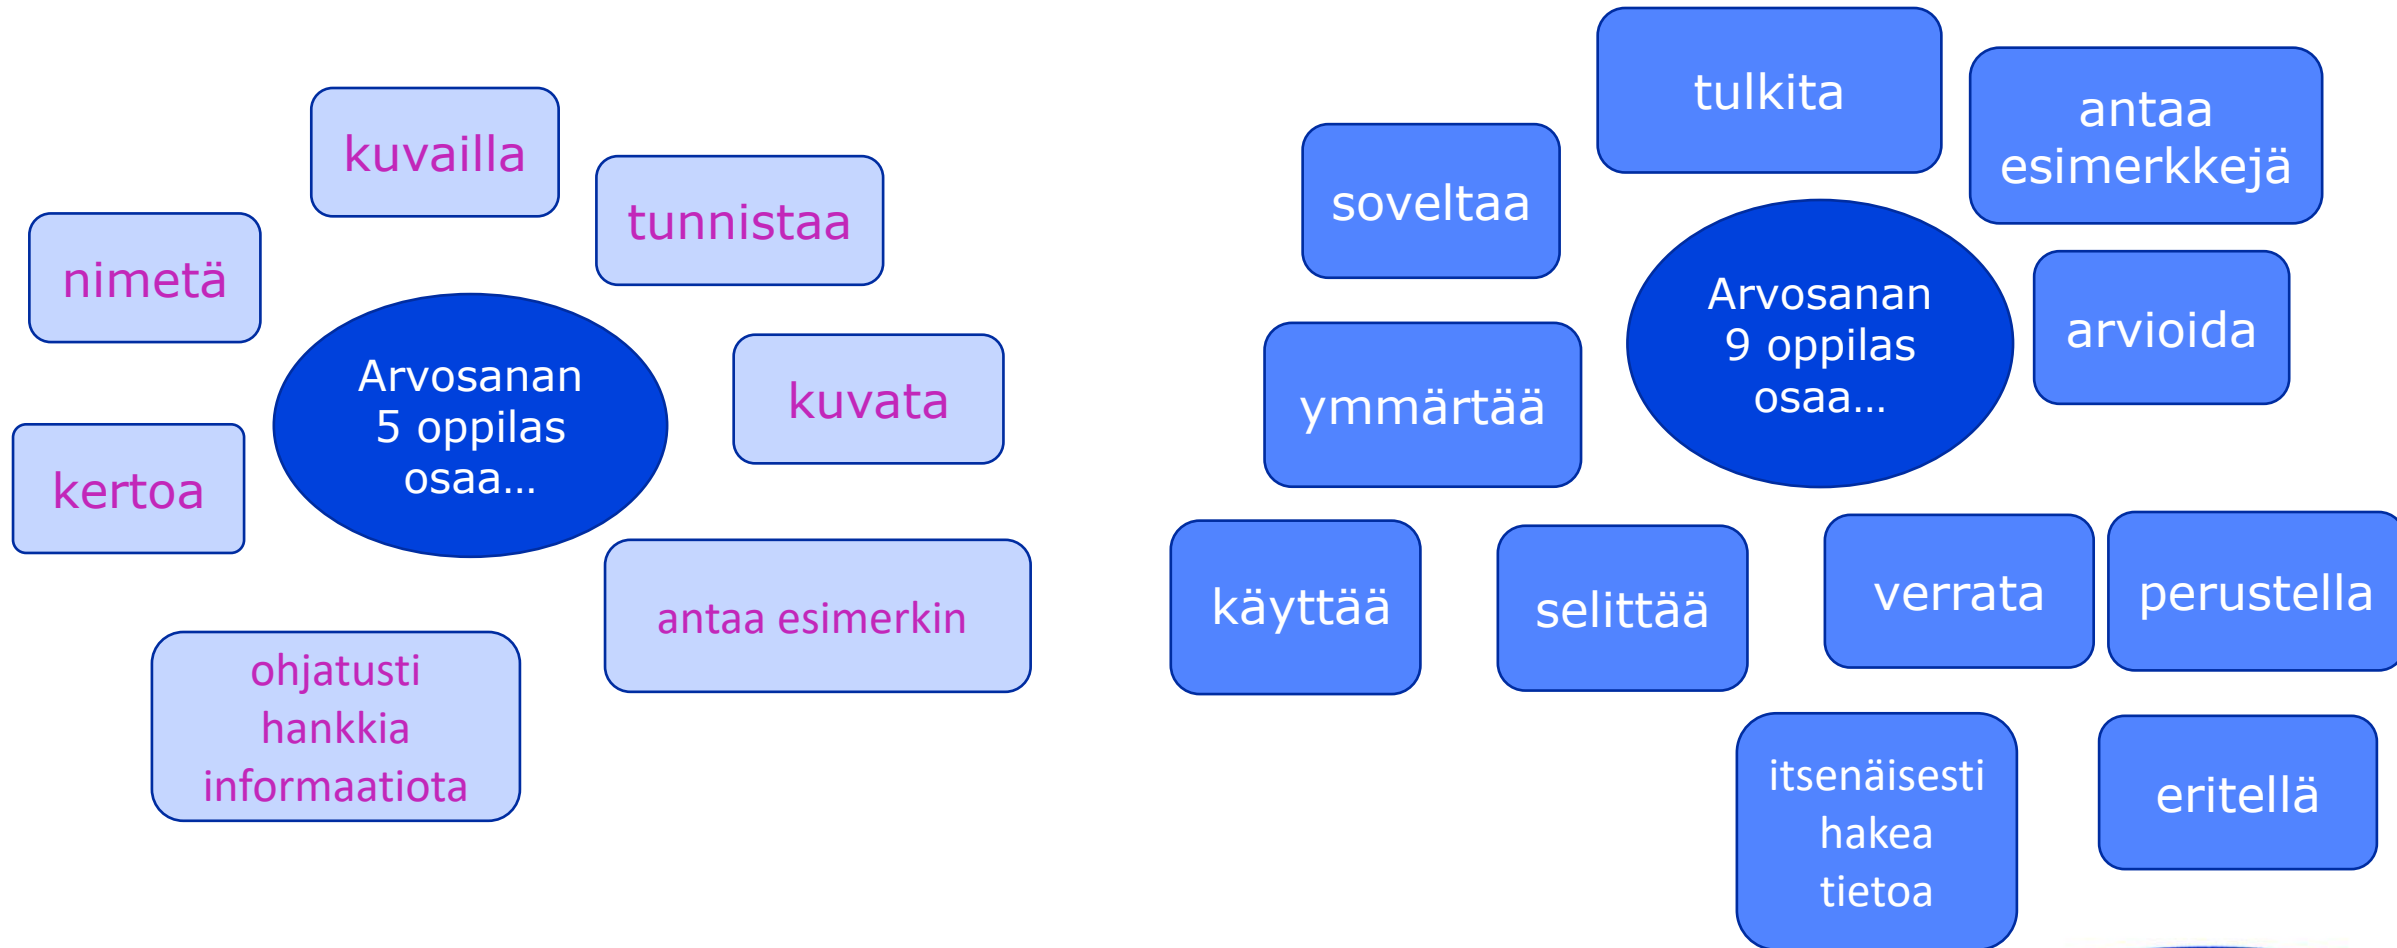 kuvailla
tunnistaa
nimetä
Arvosanan
5 oppilas
osaa...
kuvata
kertoa
antaa esimerkin
ohjatusti
hankkia
informaatiota
tulkita
antaa
esimerkkejä
soveltaa
Arvosanan
9 oppilas
osaa...
arvioida
ymmärtää
käyttää
selittää
verrata
perustella
itsenäisesti
hakea
tietoa
eritellä